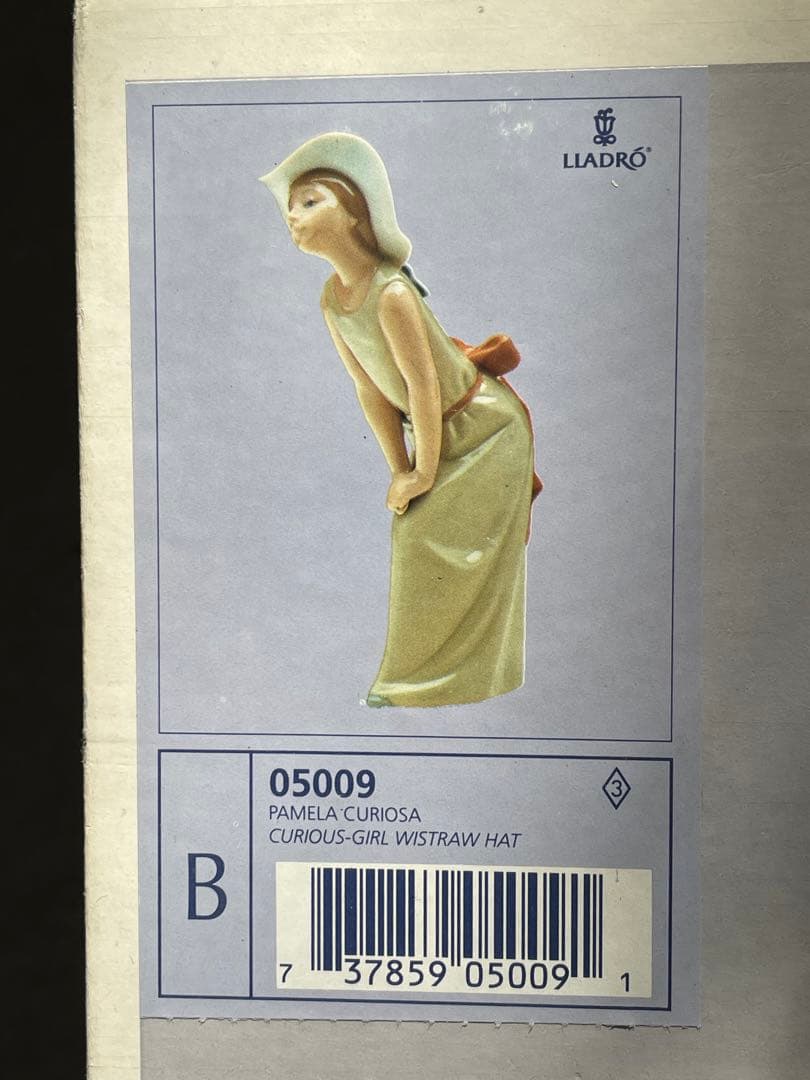 LLADRÓ®
05009
3
PAMELA CURIOSA
CURIOUS-GIRL WISTRAW HAT
B
7 37859 05009 1